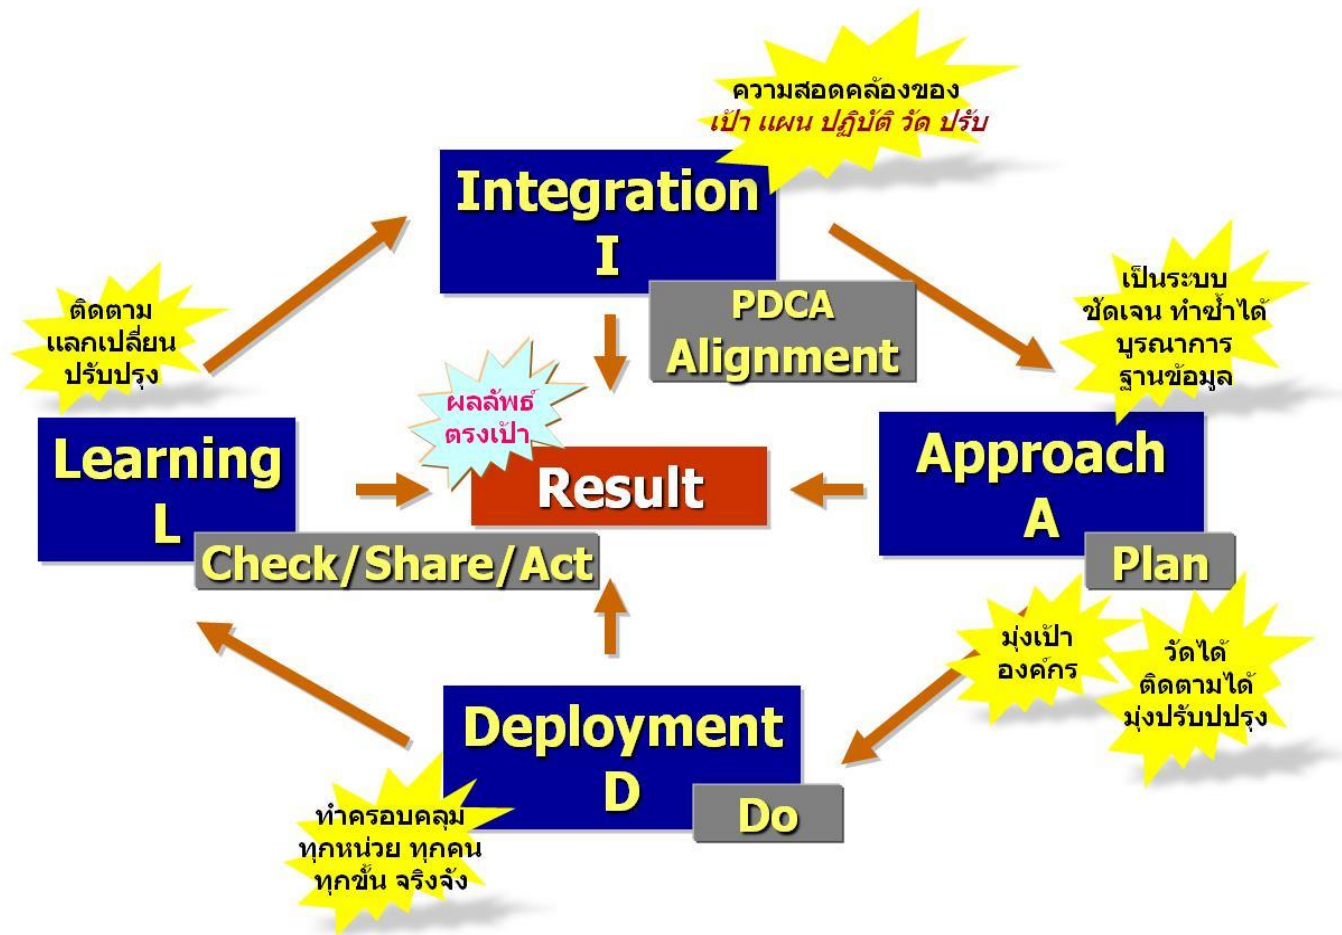 ความสอดคล้องของ
เป้า แผน ปฏิบัติ วัด ปรับ
Integration
I
PDCA
Alignment
ติดตาม
แลกเปลี่ยน
ปรับปรุง
เป็นระบบ
ชัดเจน ทำซ้ำได้
บูรณาการ
ฐานข้อมูล
ผลลัพธ์
ตรงเป้า
Learning
L
Check/Share/Act
Result
Approach
A
Plan
มุ่งเป้า
องค์กร
วัดได้
ติดตามได้
มุ่งปรับปปรุง
Deployment
D
Do
ทำครอบคลุม
ทุกหน่วย ทุกคน
ทุกขั้น จริงจัง